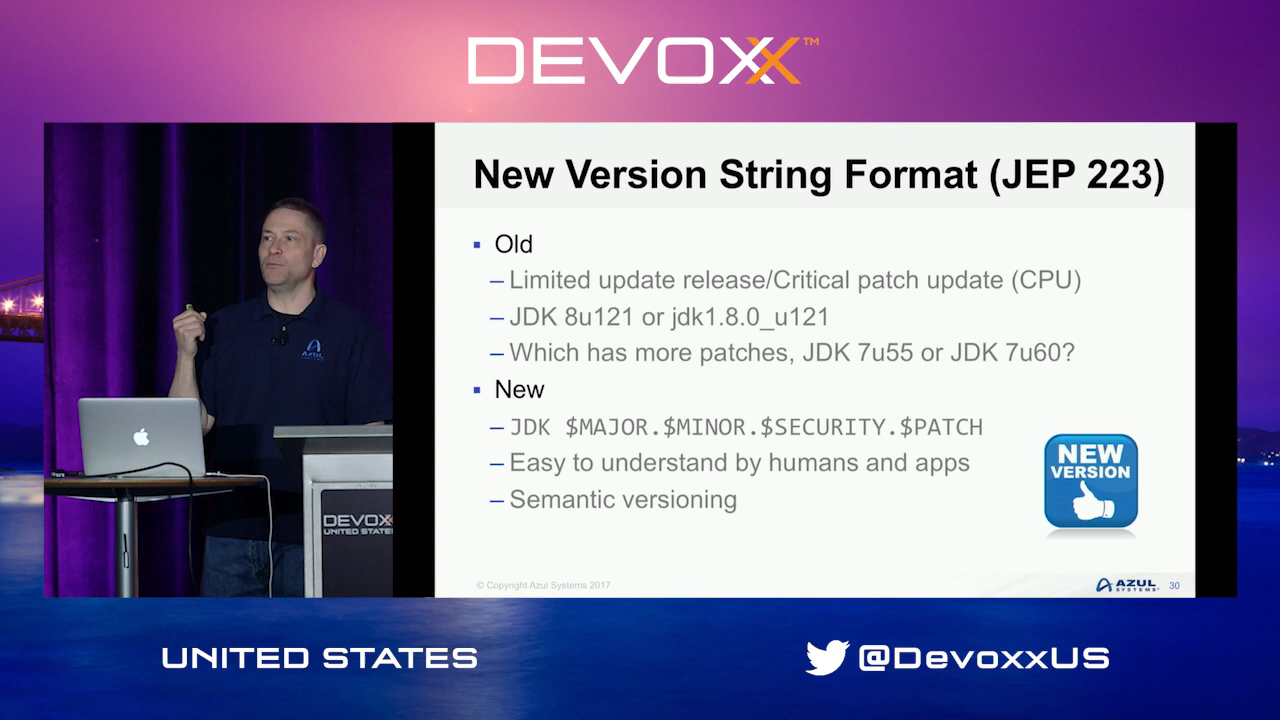 DEVOXX™
New Version String Format (JEP 223)
▪ Old
– Limited update release/Critical patch update (CPU)
– JDK 8u121 or jdk1.8.0_u121
– Which has more patches, JDK 7u55 or JDK 7u60?
▪ New
– JDK $MAJOR.$MINOR.$SECURITY.$PATCH
– Easy to understand by humans and apps
– Semantic versioning
NEW
VERSION
© Copyright Azul Systems 2017
AZUL
SYSTEMS
30
AZUL
SYSTEMS
DEVOXX
UNITED STATE
UNITED STATES
@DevoxxUS